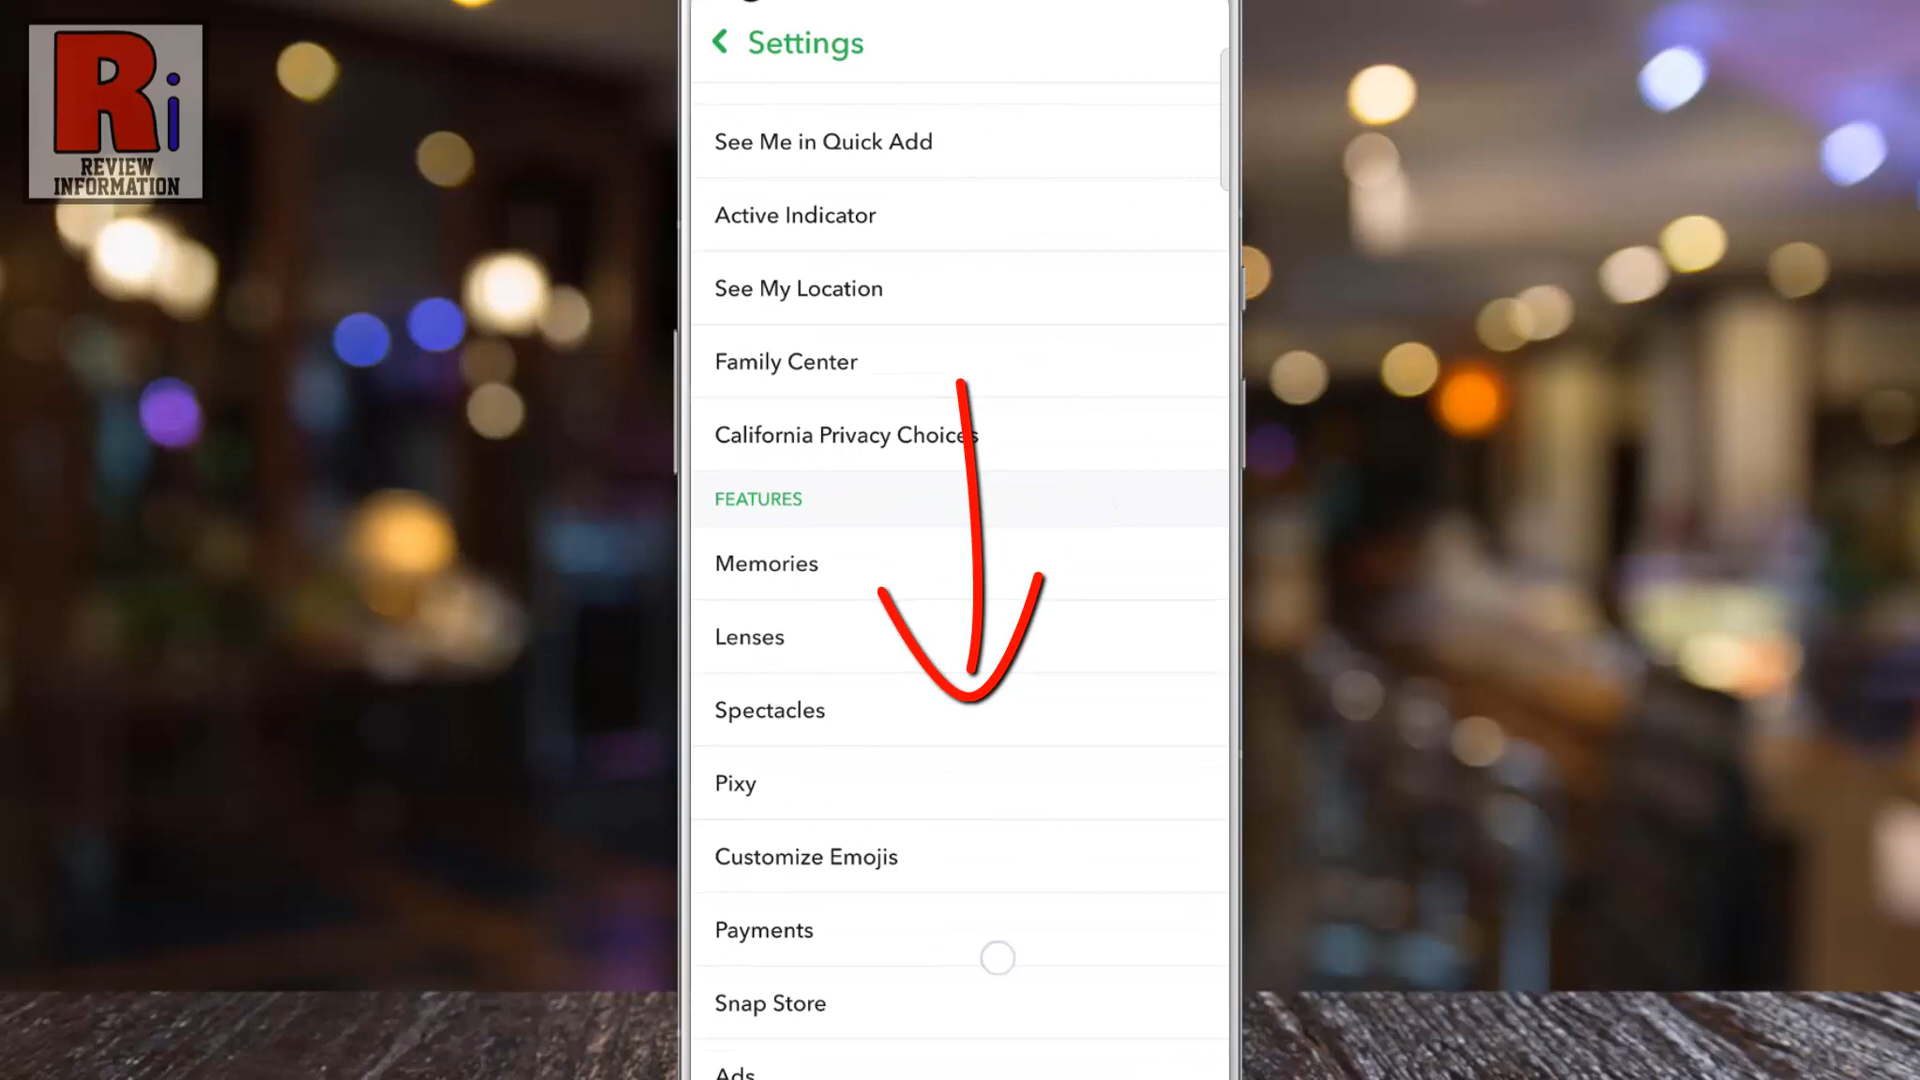 Ri
REVIEW
INFORMATION
Settings
See Me in Quick Add
Active Indicator
See My Location
Family Center
California Privacy Choices
FEATURES
Memories
Lenses
Spectacles
Pixy
Customize Emojis
Payments
Snap Store
Ads